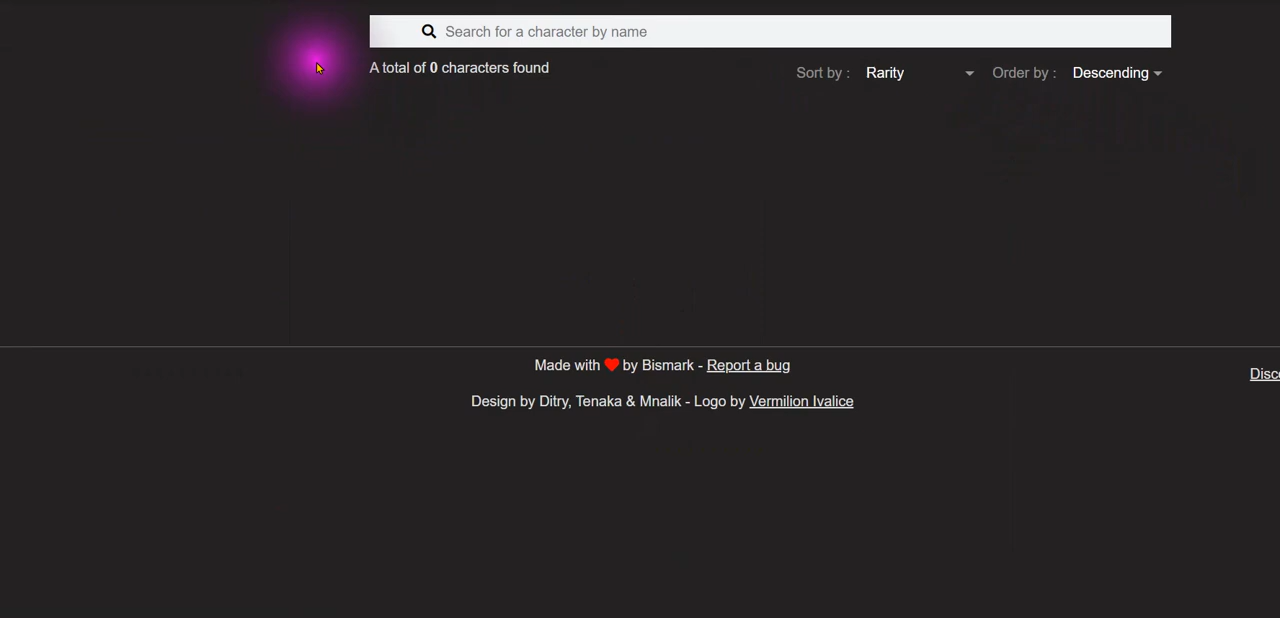 Search for a character by name
A total of 0 characters found
Sort by : Rarity Order by : Descending
Made with ❤ by Bismark - Report a bug
Disc
Design by Ditry, Tenaka & Mnalik - Logo by Vermilion Ivalice